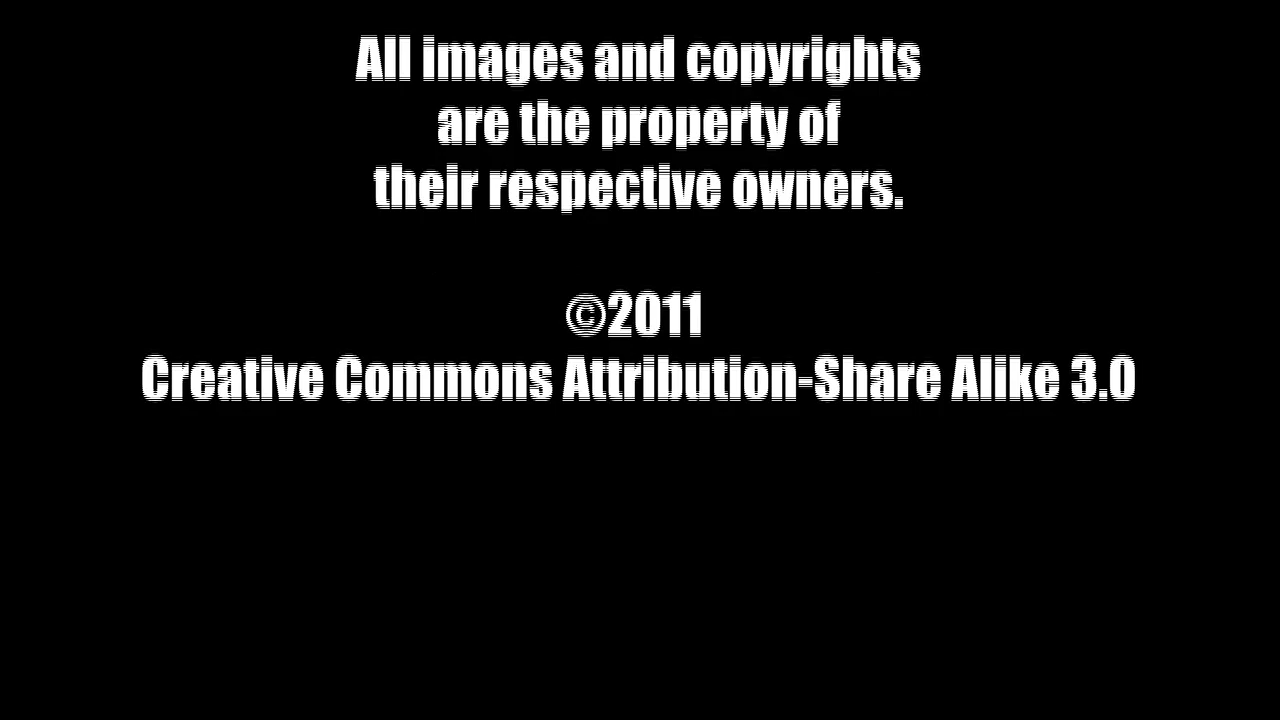 All images and copyrights
are the property of
their respective owners.
©2011
Creative Commons Attribution-Share Alike 3.0